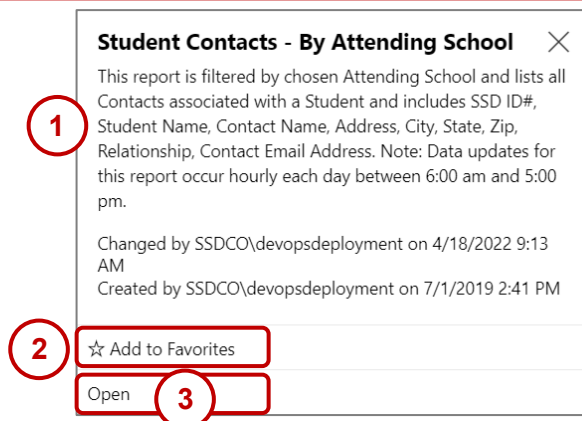 Student Contacts - By Attending School
This report is filtered by chosen Attending School and lists all
Contacts associated with a Student and includes SSD ID#,
Student Name, Contact Name, Address, City, State, Zip,
Relationship, Contact Email Address. Note: Data updates for
this report occur hourly each day between 6:00 am and 5:00
pm.
1
Changed by SSDCO\devopsdeployment on 4/18/2022 9:13
AM
Created by SSDCO\devopsdeployment on 7/1/2019 2:41 PM
2
☆ Add to Favorites
Open
3